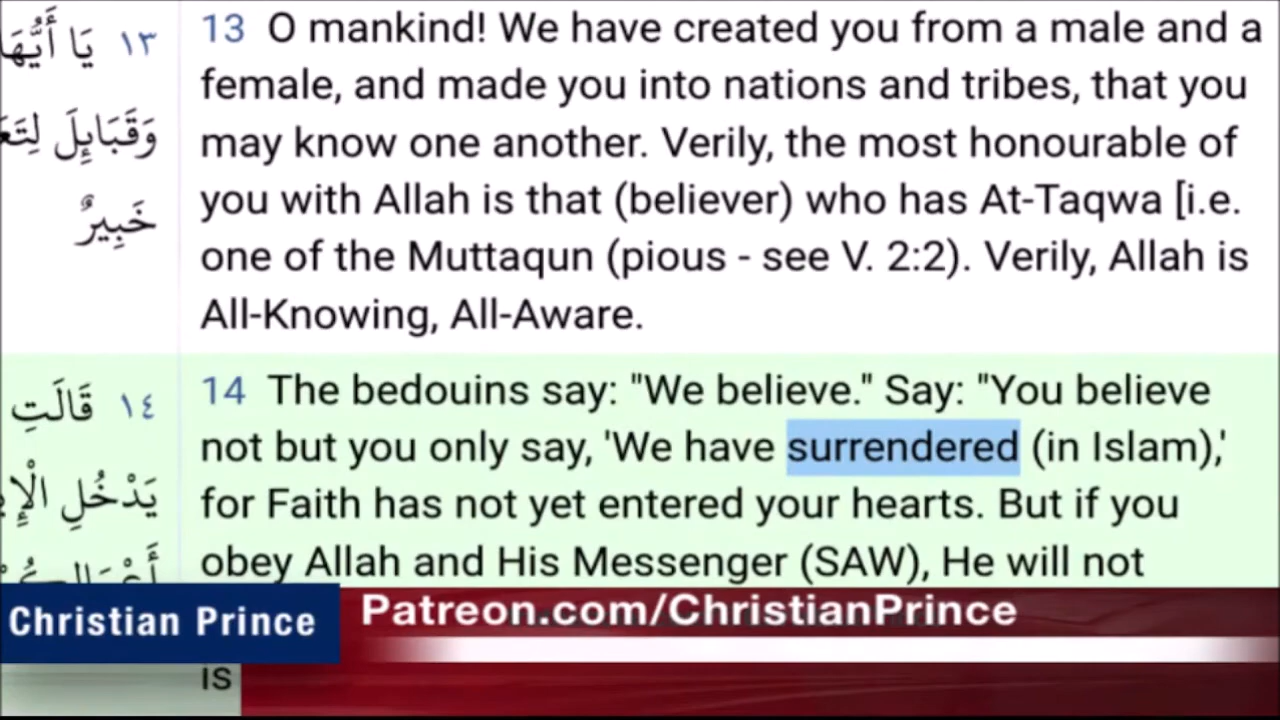 13 O mankind! We have created you from a male and a
female, and made you into nations and tribes, that you
may know one another. Verily, the most honourable of
you with Allah is that (believer) who has At-Taqwa [i.e.
one of the Muttaqun (pious - see V. 2:2). Verily, Allah is
All-Knowing, All-Aware.
١٣ يَا أَيُّهَا
وَقَبَايِٕلَ
خَبِيرٌ
14 The bedouins say: "We believe." Say: "You believe
not but you only say, 'We have surrendered (in Islam),'
for Faith has not yet entered your hearts. But if you
obey Allah and His Messenger (SAW), He will not
is
١٤ قَالَتِ
يَدْخُلِ
Christian Prince
Patreon.com/ChristianPrince